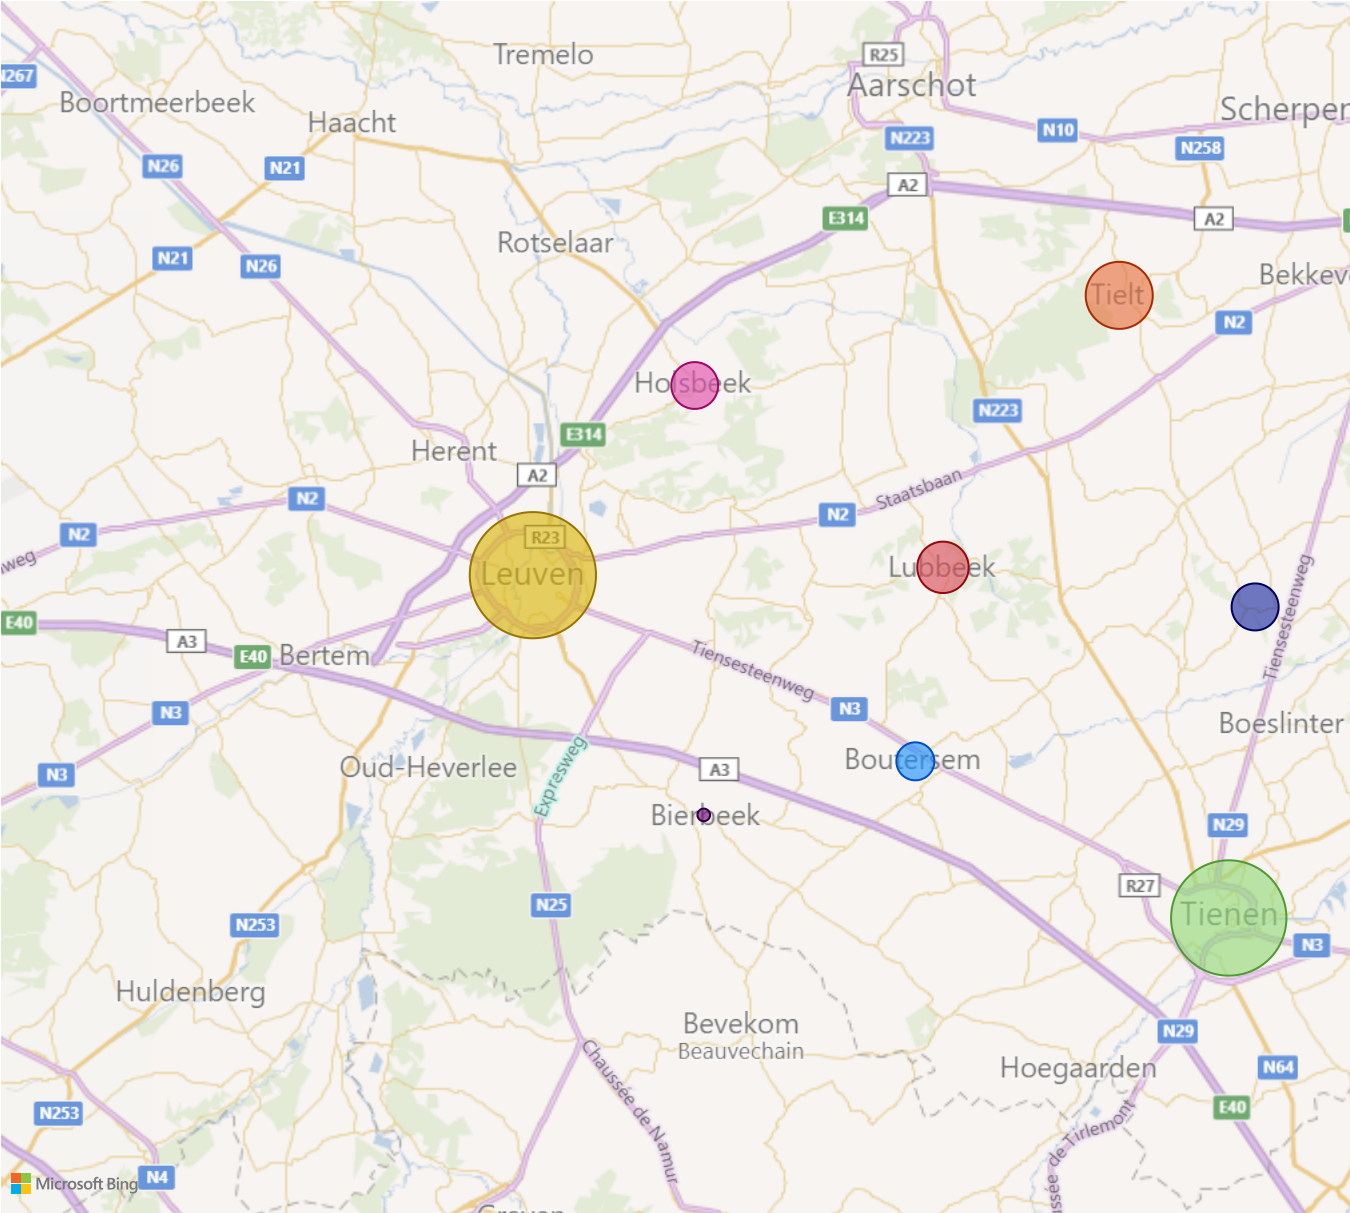 Tremelo
R25
N267
Aarschot
Boortmeerbeek
Scherpen
Haacht
N10
N223
N258
N26
N21
A2
E314
A2
Rotselaar
N21
N26
Bekkev
Tielt
N2
Holsbeek
N223
E314
Herent
A2
Staatsbaan
N2
N2
N2
R23
weg
Lubbeek
Leuven
Tiensesteenweg
E40
A3
E40
Bertem
Tiensesteenweg
N3
N3
Boeslinter
Boutersem
Oud-Heverlee
A3
N3
Expresweg
Bierbeek
N29
R27
N25
Tienen
N253
N3
Huldenberg
Bevekom
Beauvechain
N29
Hoegaarden
N64
Chaussée de Namur
N253
E40
ssée de Tirlemont
N4
Microsoft Bing